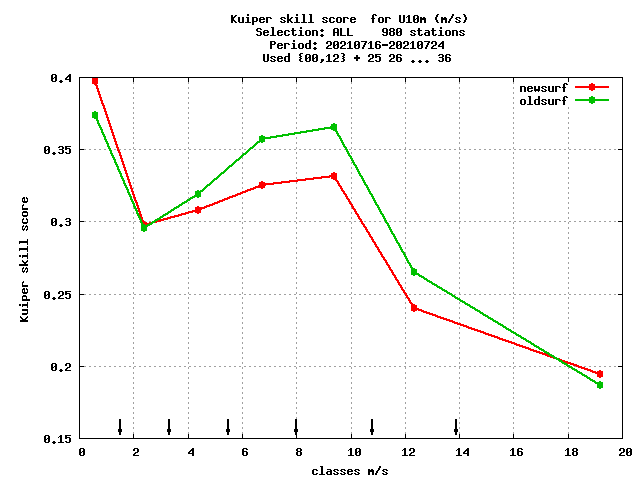 Kuiper skill score  for U10m (m/s)
Selection: ALL    980 stations
Period: 20210716-20210724
Used {00,12} + 25 26 ... 36
newsurf
oldsurf
0.4
0.35
0.3
0.25
0.2
0.15
Kuiper skill score
0 2 4 6 8 10 12 14 16 18 20
classes m/s